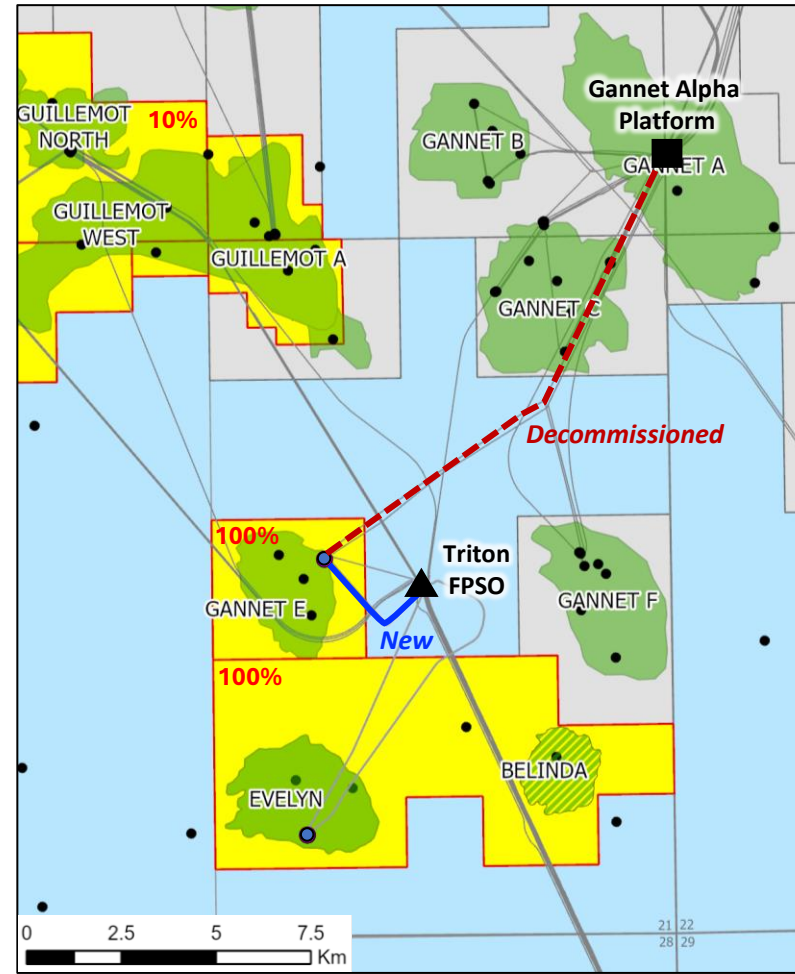 GUILLEMOT
NORTH
10%
GUILLEMOT
WEST
GUILLEMOT A
GANNET B
Gannet Alpha
Platform
GANNET A
GANNET C
Decommissioned
100%
GANNET E
Triton
FPSO
New
GANNET F
100%
EVELYN
BELINDA
21 22
28 29
0 2.5 5 7.5
Km